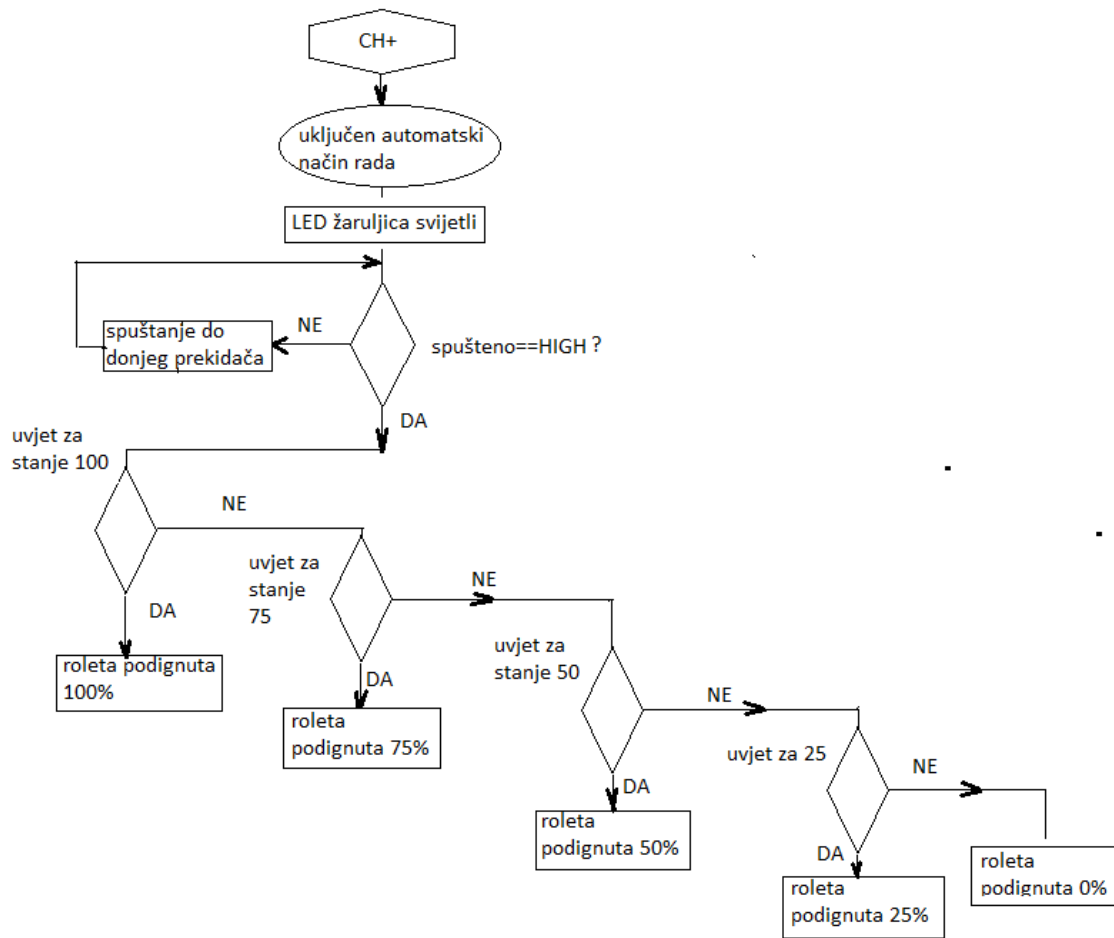 CH+
uključen automatski
način rada
LED žaruljica svijetli
NE
spuštanje do
donjeg prekidača
spušteno==HIGH ?
DA
uvjet za
stanje 100
NE
DA
roleta podignuta
100%
uvjet za
stanje
75
NE
DA
roleta
podignuta 75%
uvjet za
stanje 50
NE
DA
roleta
podignuta 50%
uvjet za 25
NE
DA
roleta
podignuta 25%
roleta
podignuta 0%